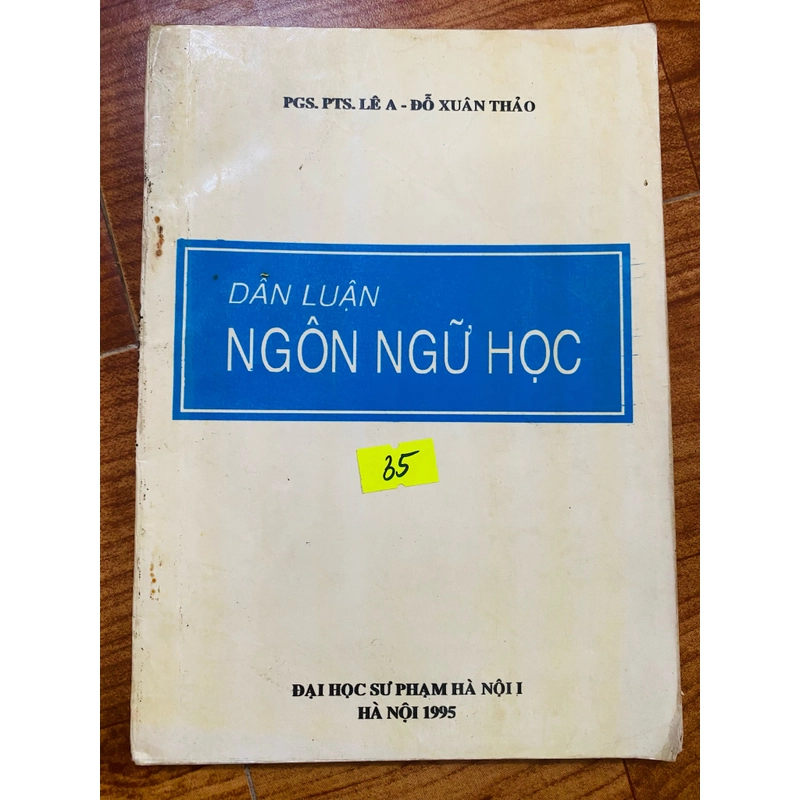 PGS. PTS. LÊ A - ĐỖ XUÂN THẢO
DẪN LUẬN
NGÔN NGỮ HỌC
35
ĐẠI HỌC SƯ PHẠM HÀ NỘI I
HÀ NỘI 1995